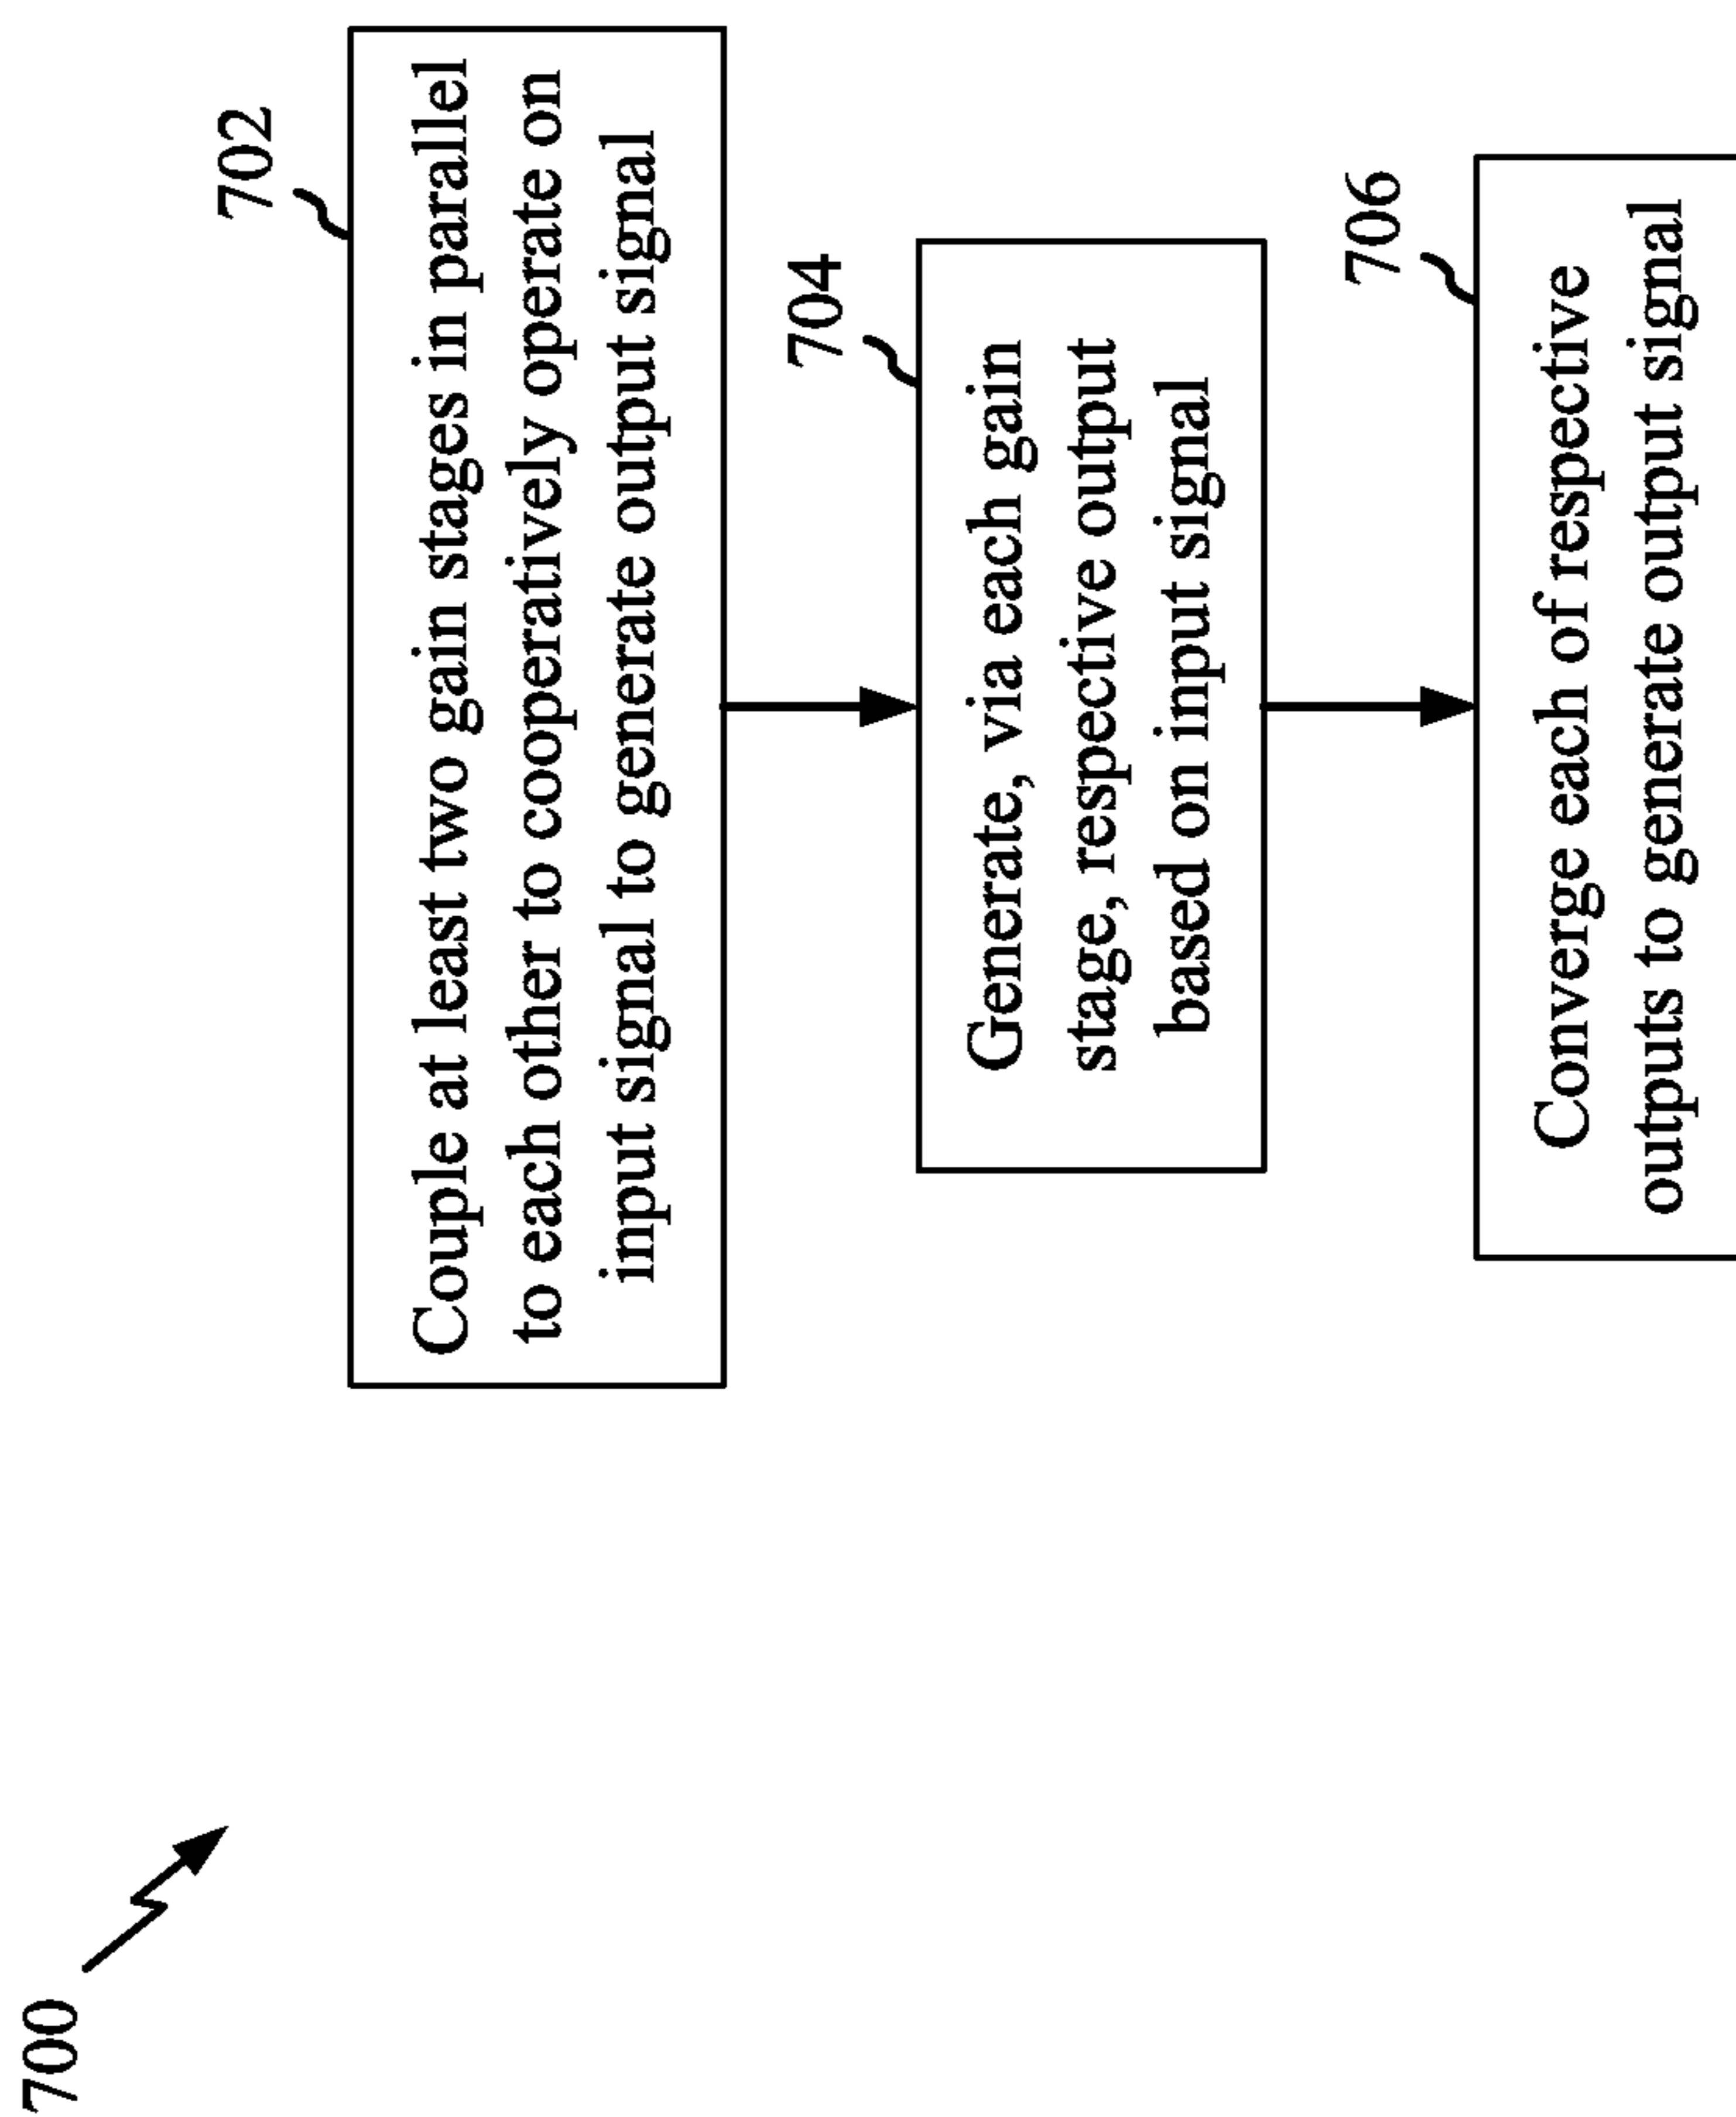 700
702
Couple at least two gain stages in parallel
to each other to cooperatively operate on
input signal to generate output signal
704
Generate, via each gain
stage, respective output
based on input signal
706
Converge each of respective
outputs to generate output signal